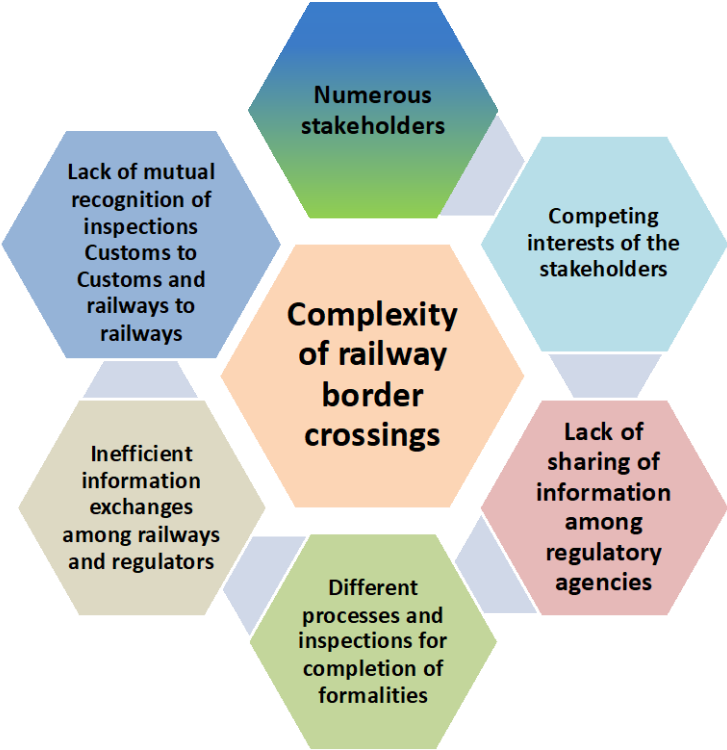 Numerous
stakeholders
Competing
interests of the
stakeholders
Lack of
sharing of
information
among
regulatory
agencies
Different
processes and
inspections for
completion of
formalities
Inefficient
information
exchanges
among railways
and regulators
Lack of mutual
recognition of
inspections
Customs to
Customs and
railways to
railways
Complexity
of railway
border
crossings